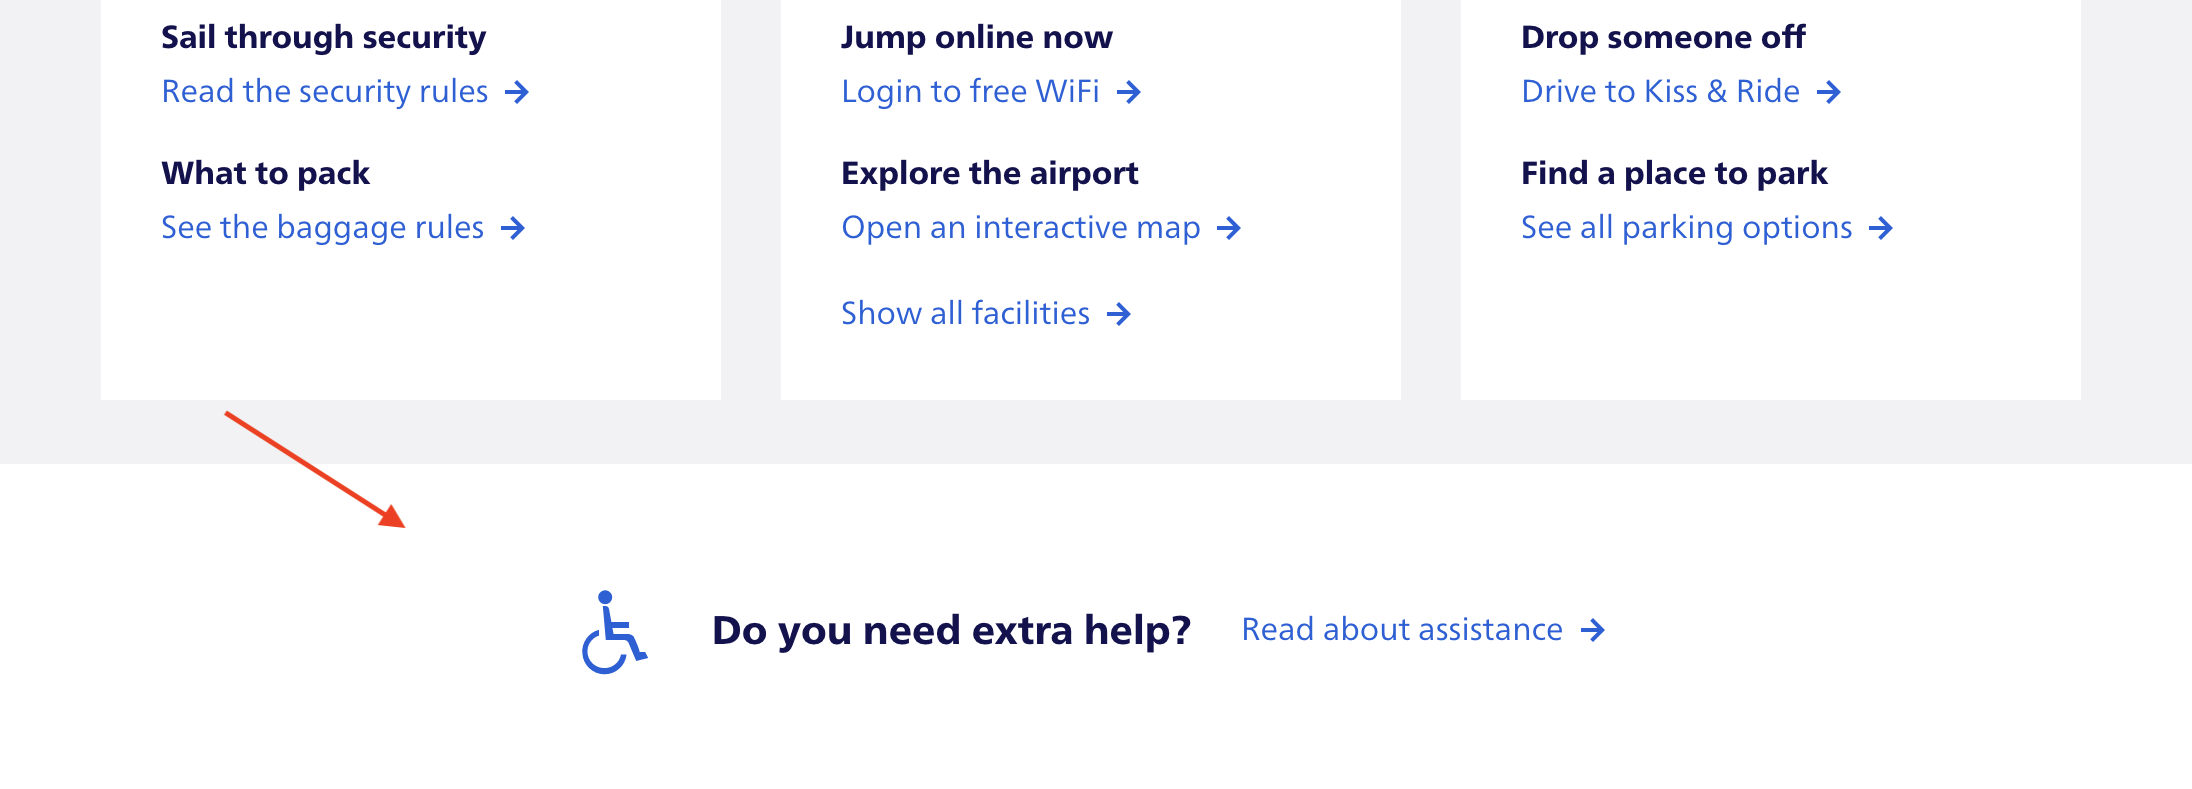 Sail through security
Read the security rules
What to pack
See the baggage rules
Jump online now
Login to free WiFi
Explore the airport
Open an interactive map
Show all facilities
Drop someone off
Drive to Kiss & Ride
Find a place to park
See all parking options
Do you need extra help?
Read about assistance